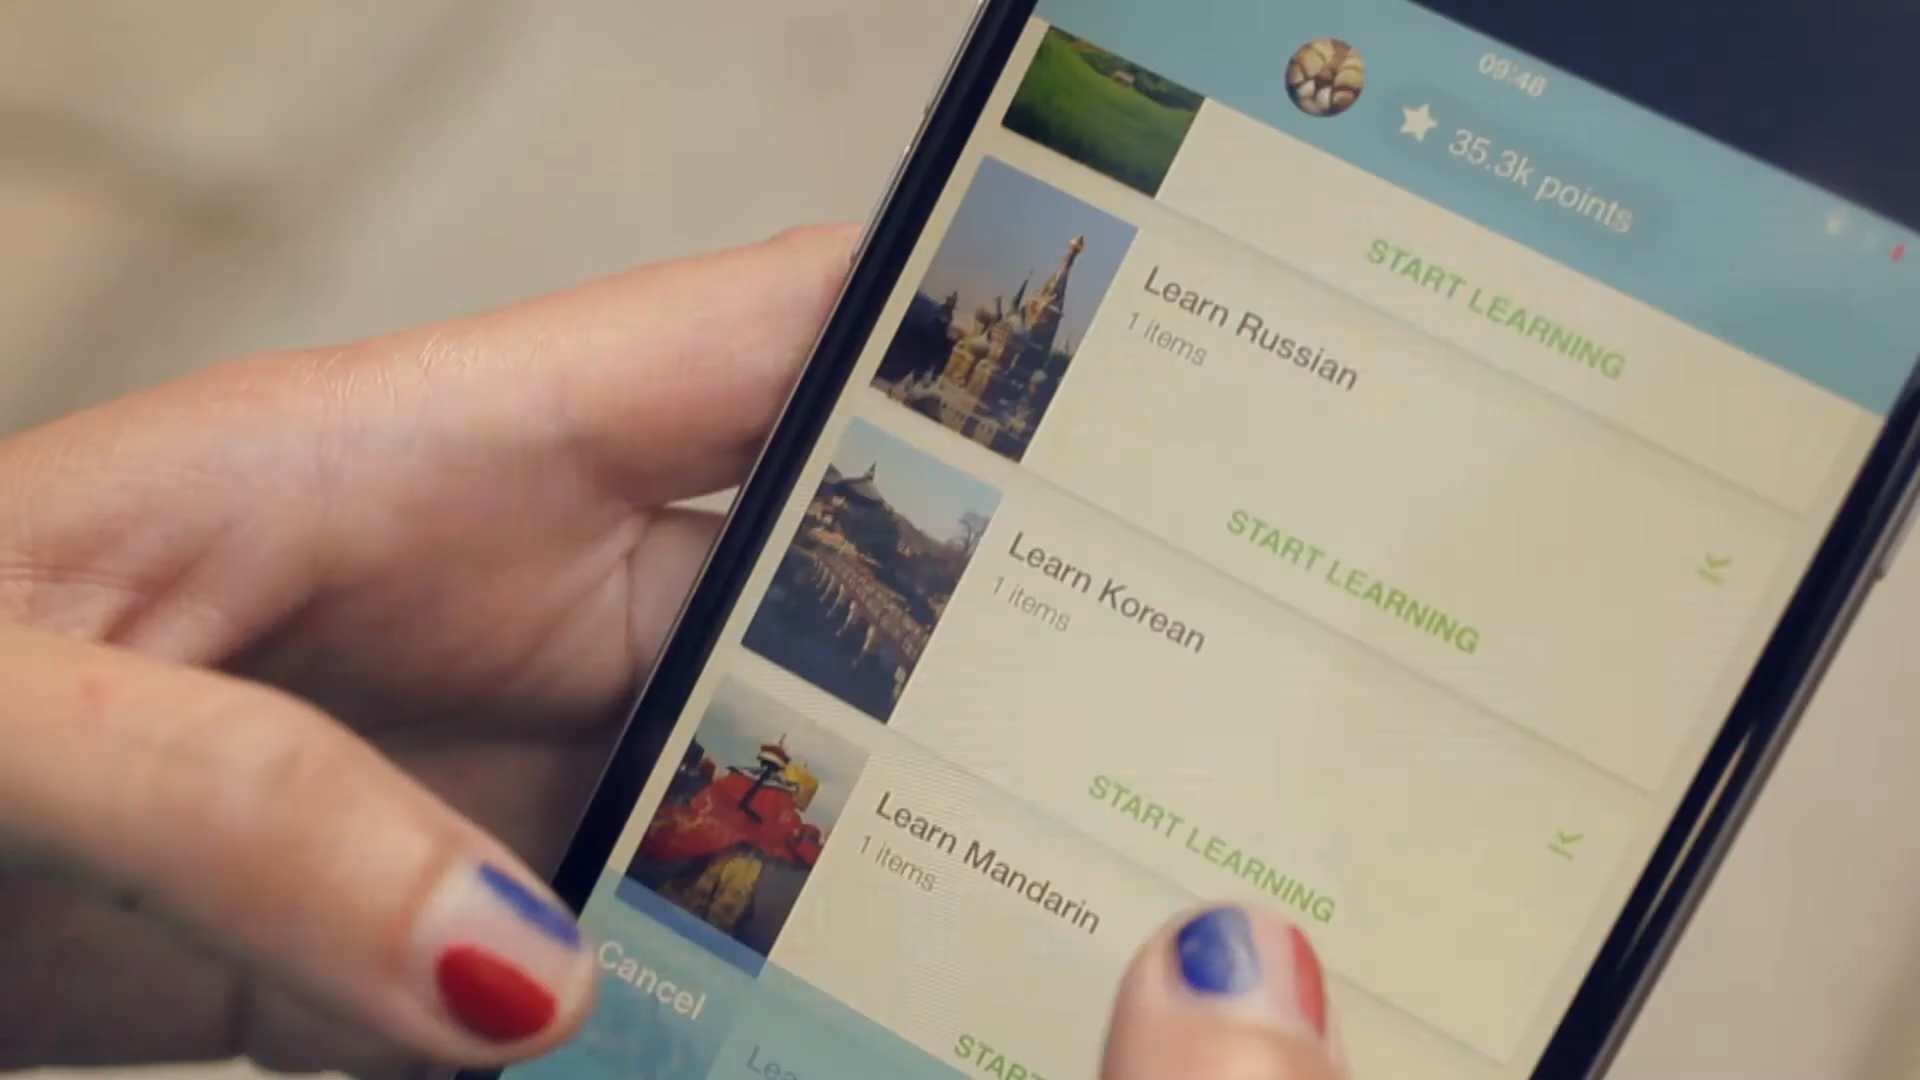 09:48
35.3k points
START LEARNING
Learn Russian
1 items
START LEARNING
Learn Korean
1 items
START LEARNING
Learn Mandarin
1 items
Cancel